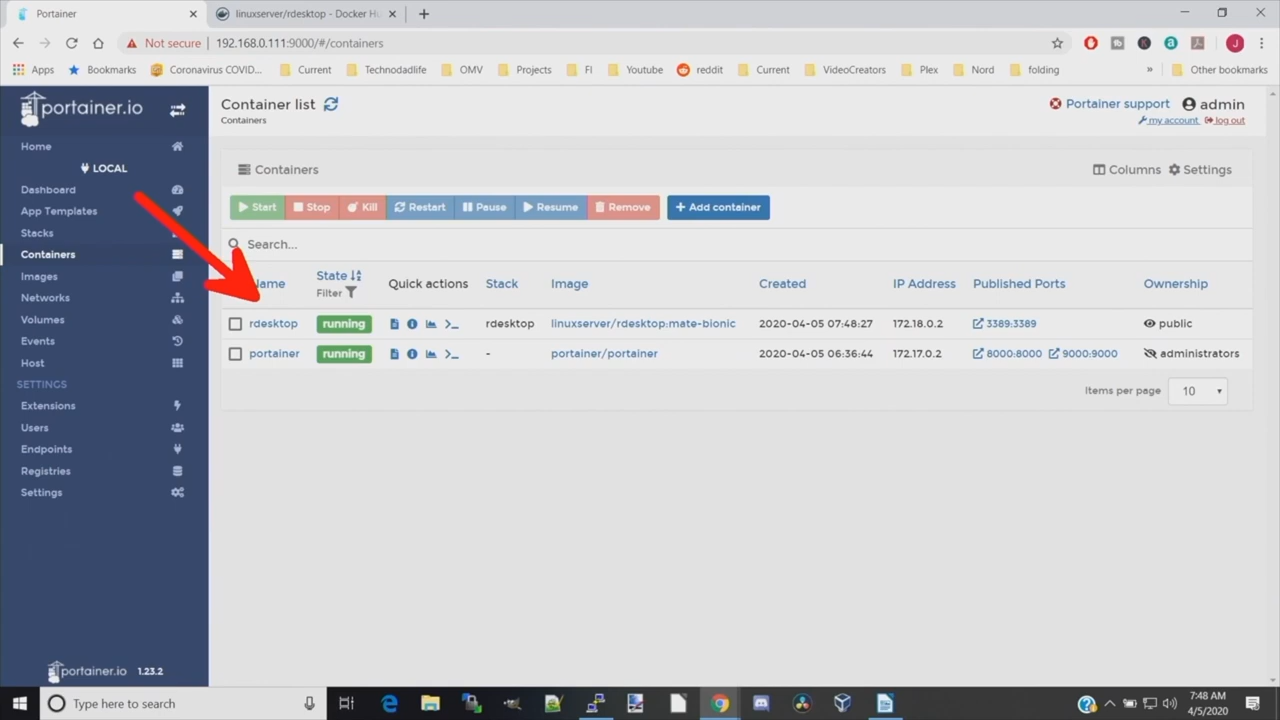 Portainer
linuxserver/rdesktop - Docker Hu
Not secure 192.168.0.111:9000/#/containers
Apps Bookmarks Coronavirus COVID... Current Technodadlife OMV Projects FI Youtube reddit Current VideoCreators Plex Nord folding » Other bookmarks
portainer.io
Container list
Containers
Portainer support admin
my account log out
Home
LOCAL
Dashboard
App Templates
Stacks
Containers
Images
Networks
Volumes
Events
Host
SETTINGS
Extensions
Users
Endpoints
Registries
Settings
portainer.io 1.23.2
Containers
Columns Settings
Start Stop Kill Restart Pause Resume Remove + Add container
Search...
State Quick actions Stack Image Created IP Address Published Ports Ownership
Filter
rdesktop running rdesktop linuxserver/rdesktop:mate-bionic 2020-04-05 07:48:27 172.18.0.2 3389:3389 public
portainer running - portainer/portainer 2020-04-05 06:36:44 172.17.0.2 8000:8000 9000:9000 administrators
Items per page 10
Type here to search
7:48 AM
4/5/2020